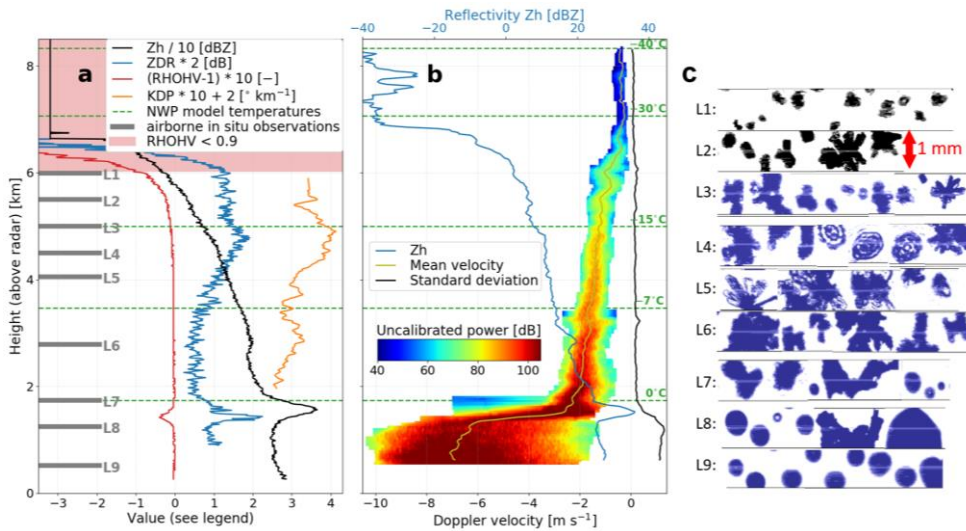 Reflectivity Zh [dBZ]
-40 -20 0 20 40
a
Zh / 10 [dBZ]
ZDR * 2 [dB]
(RHOHV-1) * 10 [−]
KDP * 10 + 2 [° km⁻¹]
NWP model temperatures
airborne in situ observations
RHOHV < 0.9
Height (above radar) [km]
8
6
4
2
0
L1
L2
L3
L4
L5
L6
L7
L8
L9
−3 −2 −1 0 1 2 3 4
Value (see legend)
b
-40°C
-30°C
-15°C
-7°C
0°C
Zh
Mean velocity
Standard deviation
Uncalibrated power [dB]
40 60 80 100
−10 −8 −6 −4 −2 0
Doppler velocity [m s⁻¹]
c
L1:
L2:
1 mm
L3:
L4:
L5:
L6:
L7:
L8:
L9: